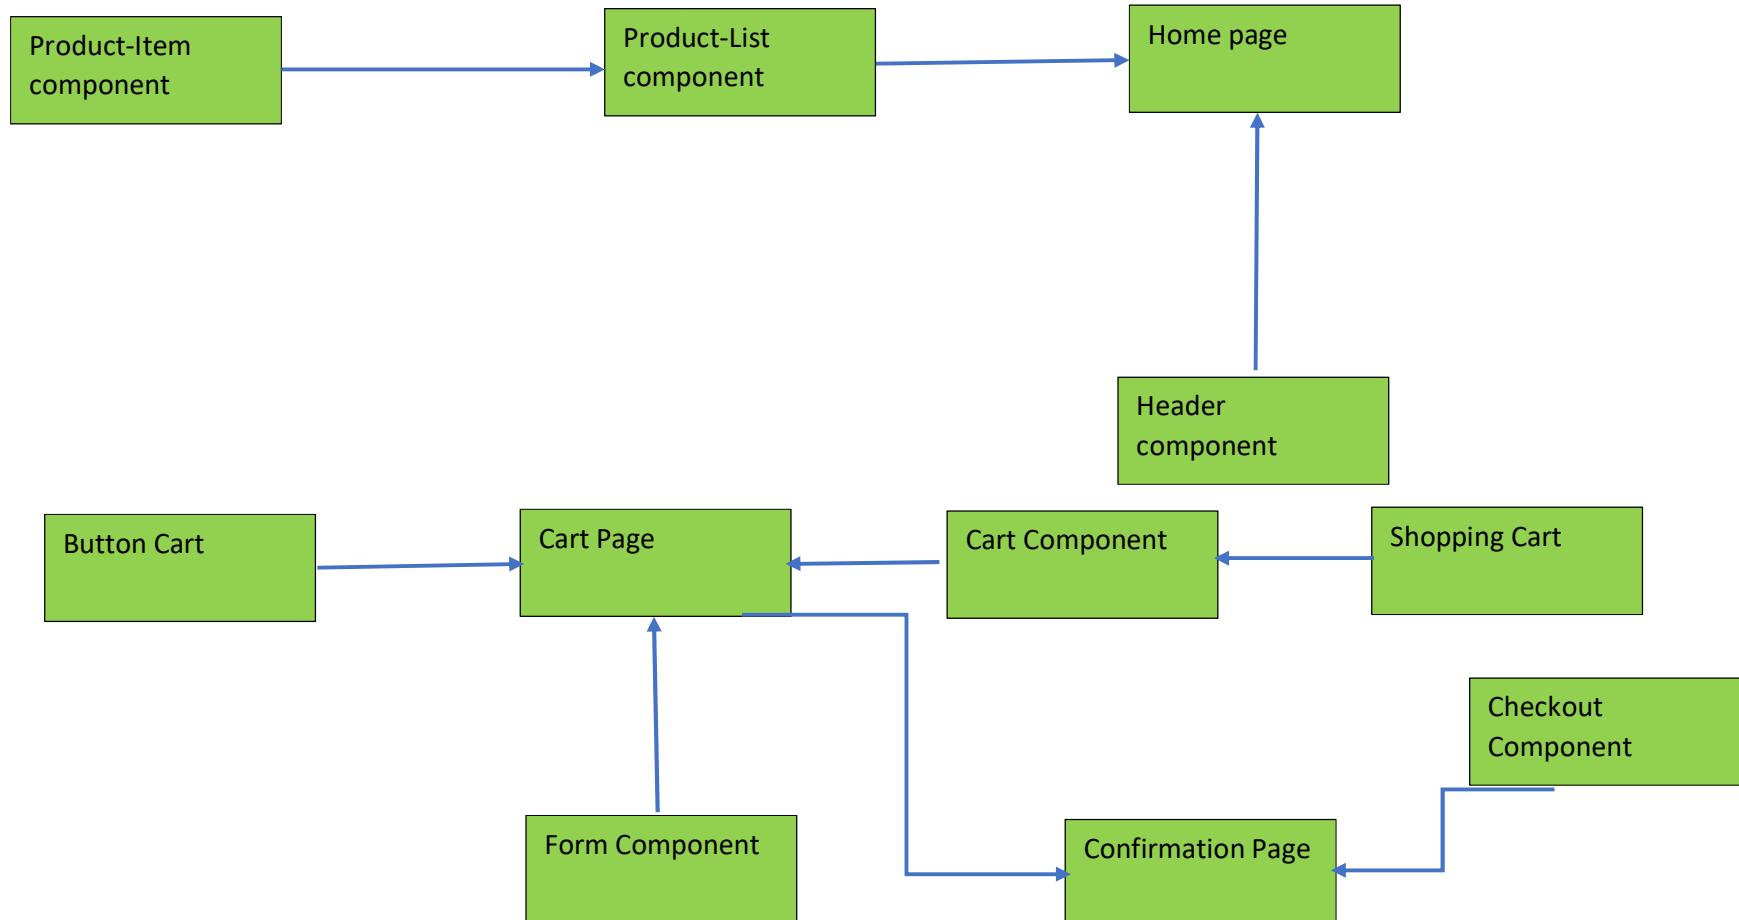 Product-Item
component
Product-List
component
Home page
Header
component
Button Cart
Cart Page
Cart Component
Shopping Cart
Checkout
Component
Form Component
Confirmation Page